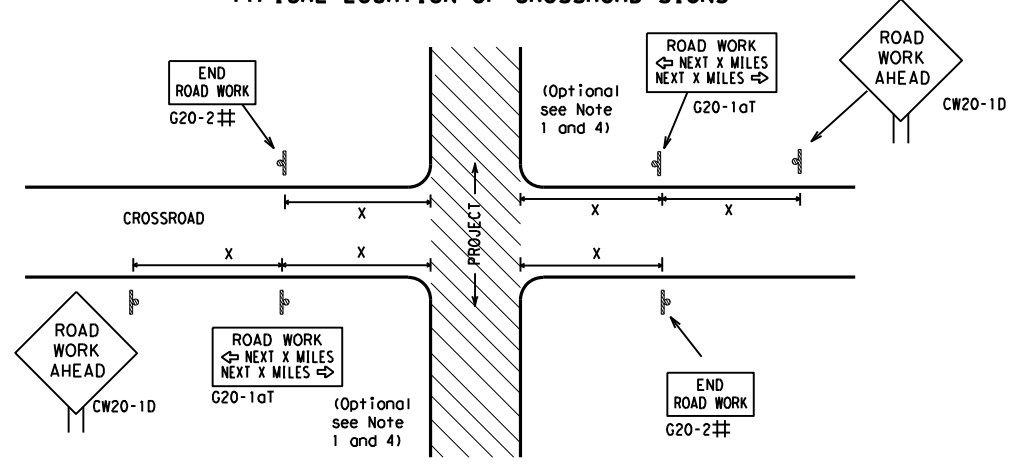 TYPICAL LOCATION OF CROSSROAD SIGNS
END
ROAD WORK
G20-2#
(Optional
see Note
1 and 4)
ROAD WORK
⇦ NEXT X MILES
NEXT X MILES ⇨
G20-1aT
ROAD
WORK
AHEAD
CW20-1D
X
X
X
CROSSROAD
PROJECT
X
X
X
ROAD
WORK
AHEAD
CW20-1D
ROAD WORK
⇦ NEXT X MILES
NEXT X MILES ⇨
G20-1aT
(Optional
see Note
1 and 4)
END
ROAD WORK
G20-2#